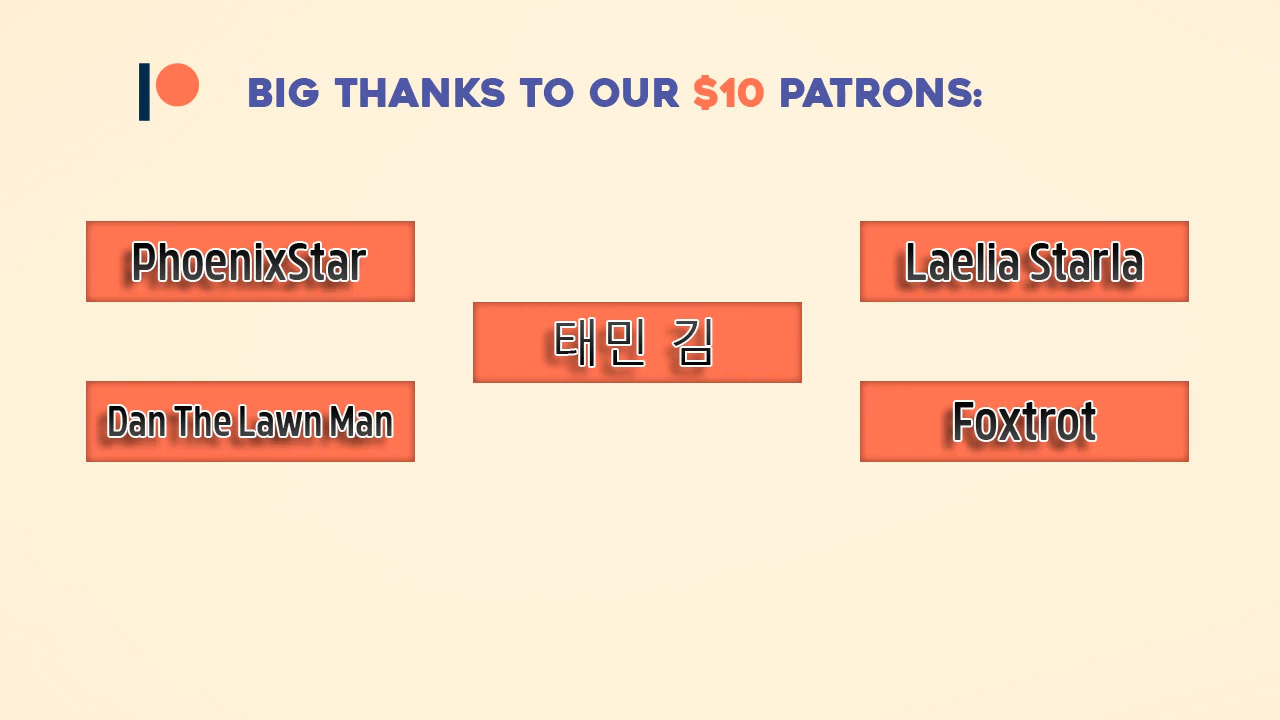 BIG THANKS TO OUR $10 PATRONS:
PhoenixStar
Laelia Starla
태민 김
Dan The Lawn Man
Foxtrot